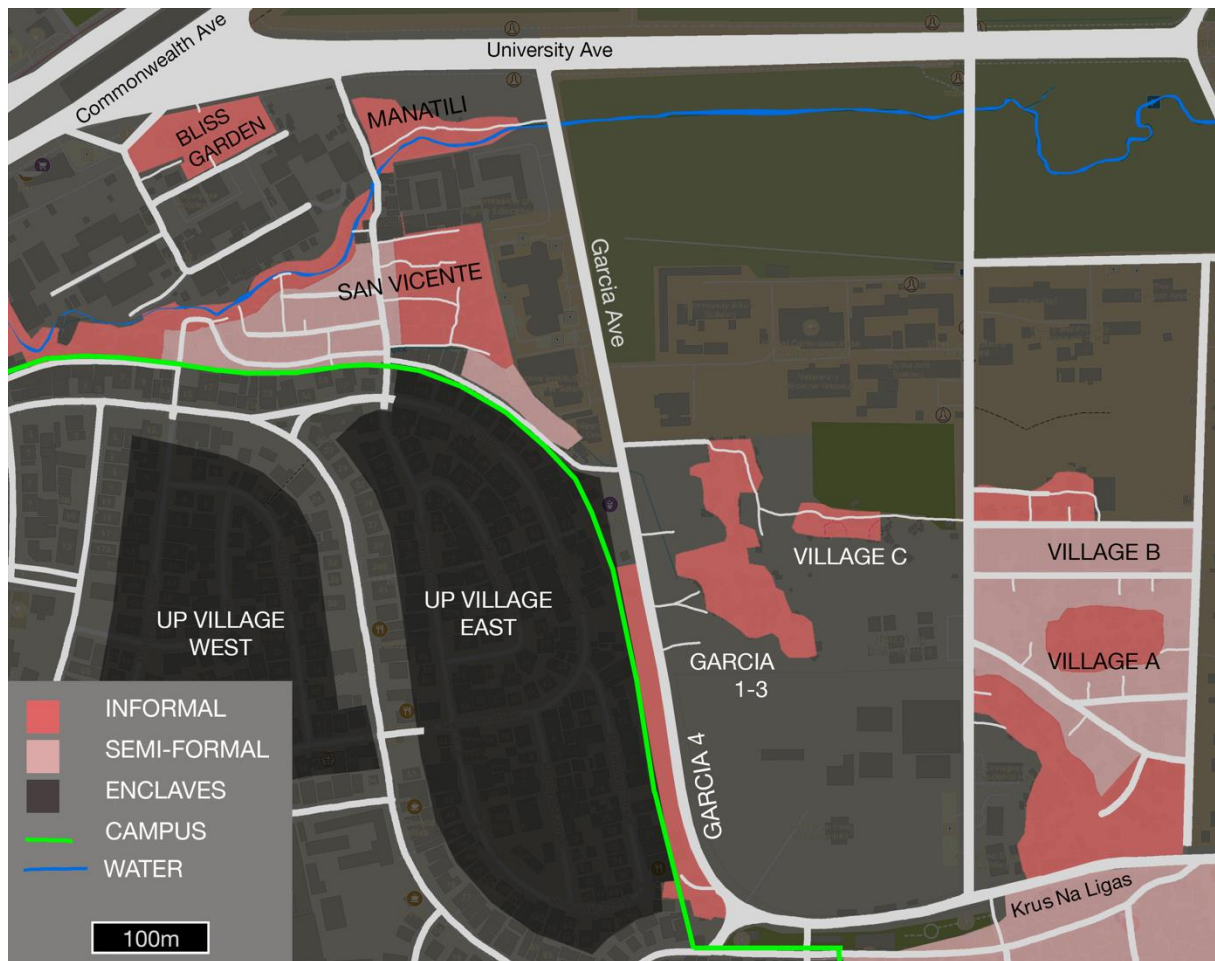 Commonwealth Ave
University Ave
BLISS
GARDEN
MANATILI
SAN VICENTE
Garcia Ave
VILLAGE C
VILLAGE B
UP VILLAGE
WEST
UP VILLAGE
EAST
GARCIA
1-3
VILLAGE A
GARCIA 4
Krus Na Ligas
INFORMAL
SEMI-FORMAL
ENCLAVES
CAMPUS
WATER
100m